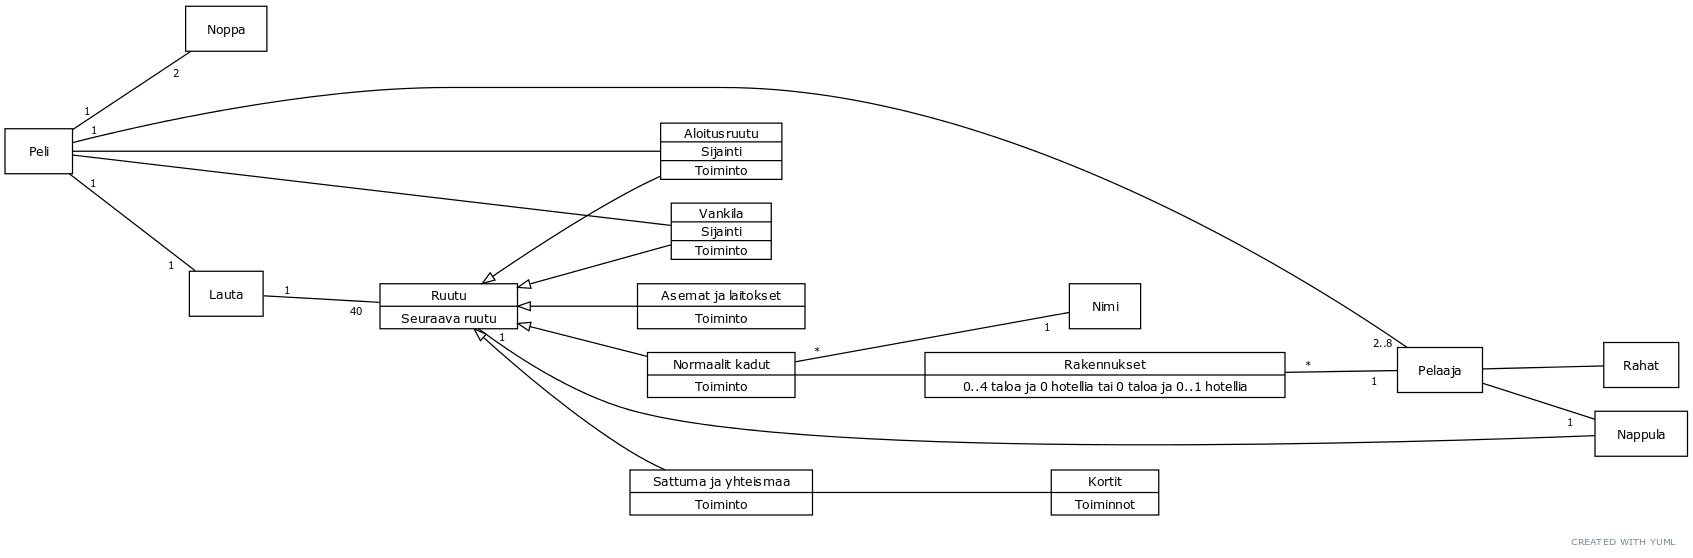 Noppa
2
1
1
Peli
1
Aloitusruutu
Sijainti
Toiminto
Vankila
Sijainti
Toiminto
1
Lauta
1
40
Ruutu
Seuraava ruutu
1
Asemat ja laitokset
Toiminto
Nimi
1
*
Normaalit kadut
Toiminto
Rakennukset
0..4 taloa ja 0 hotellia tai 0 taloa ja 0..1 hotellia
*
1
2..8
Pelaaja
Rahat
1
Nappula
Sattuma ja yhteismaa
Toiminto
Kortit
Toiminnot
CREATED WITH YUML